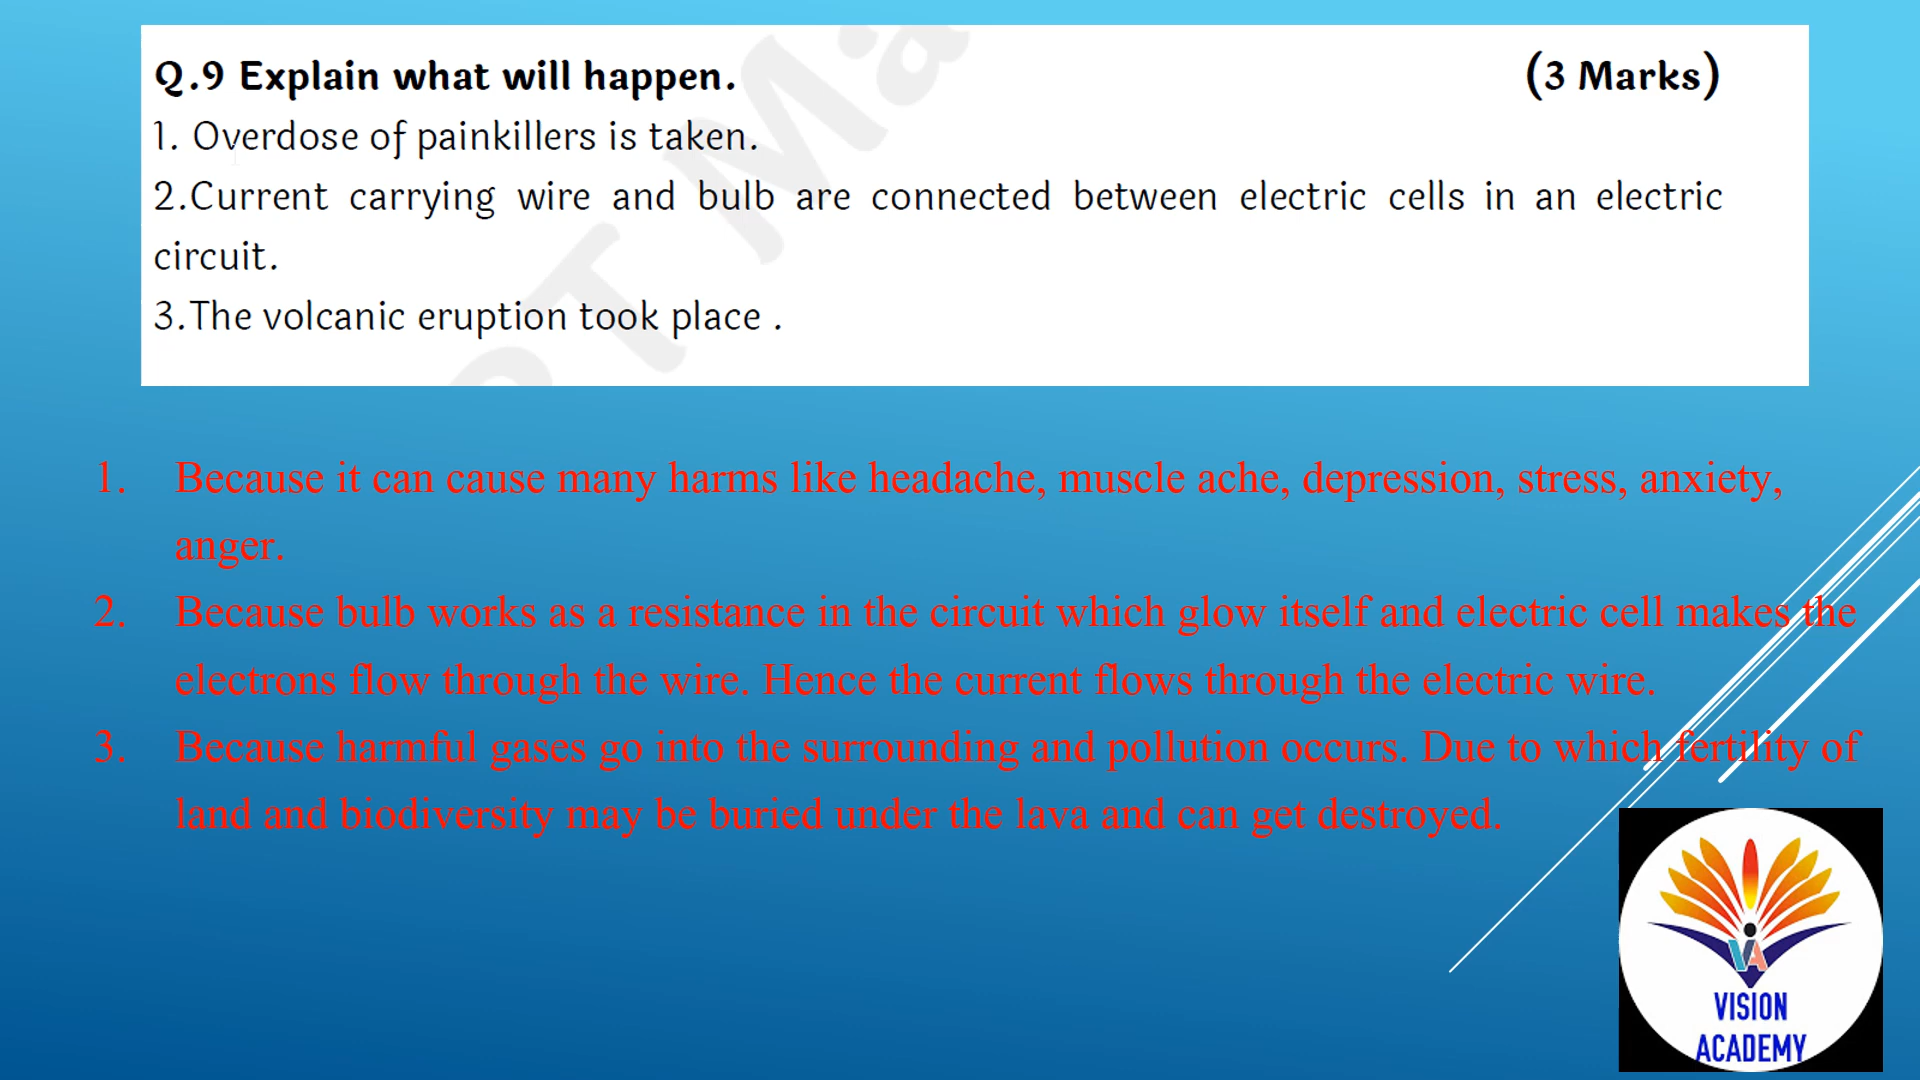 Q.9 Explain what will happen. (3 Marks)
1. Overdose of painkillers is taken.
2.Current carrying wire and bulb are connected between electric cells in an electric
circuit.
3.The volcanic eruption took place .
1. Because it can cause many harms like headache, muscle ache, depression, stress, anxiety,
anger.
2. Because bulb works as a resistance in the circuit which glow itself and electric cell makes the
electrons flow through the wire. Hence the current flows through the electric wire.
3. Because harmful gases go into the surrounding and pollution occurs. Due to which fertility of
land and biodiversity may be buried under the lava and can get destroyed.
VA
VISION
ACADEMY